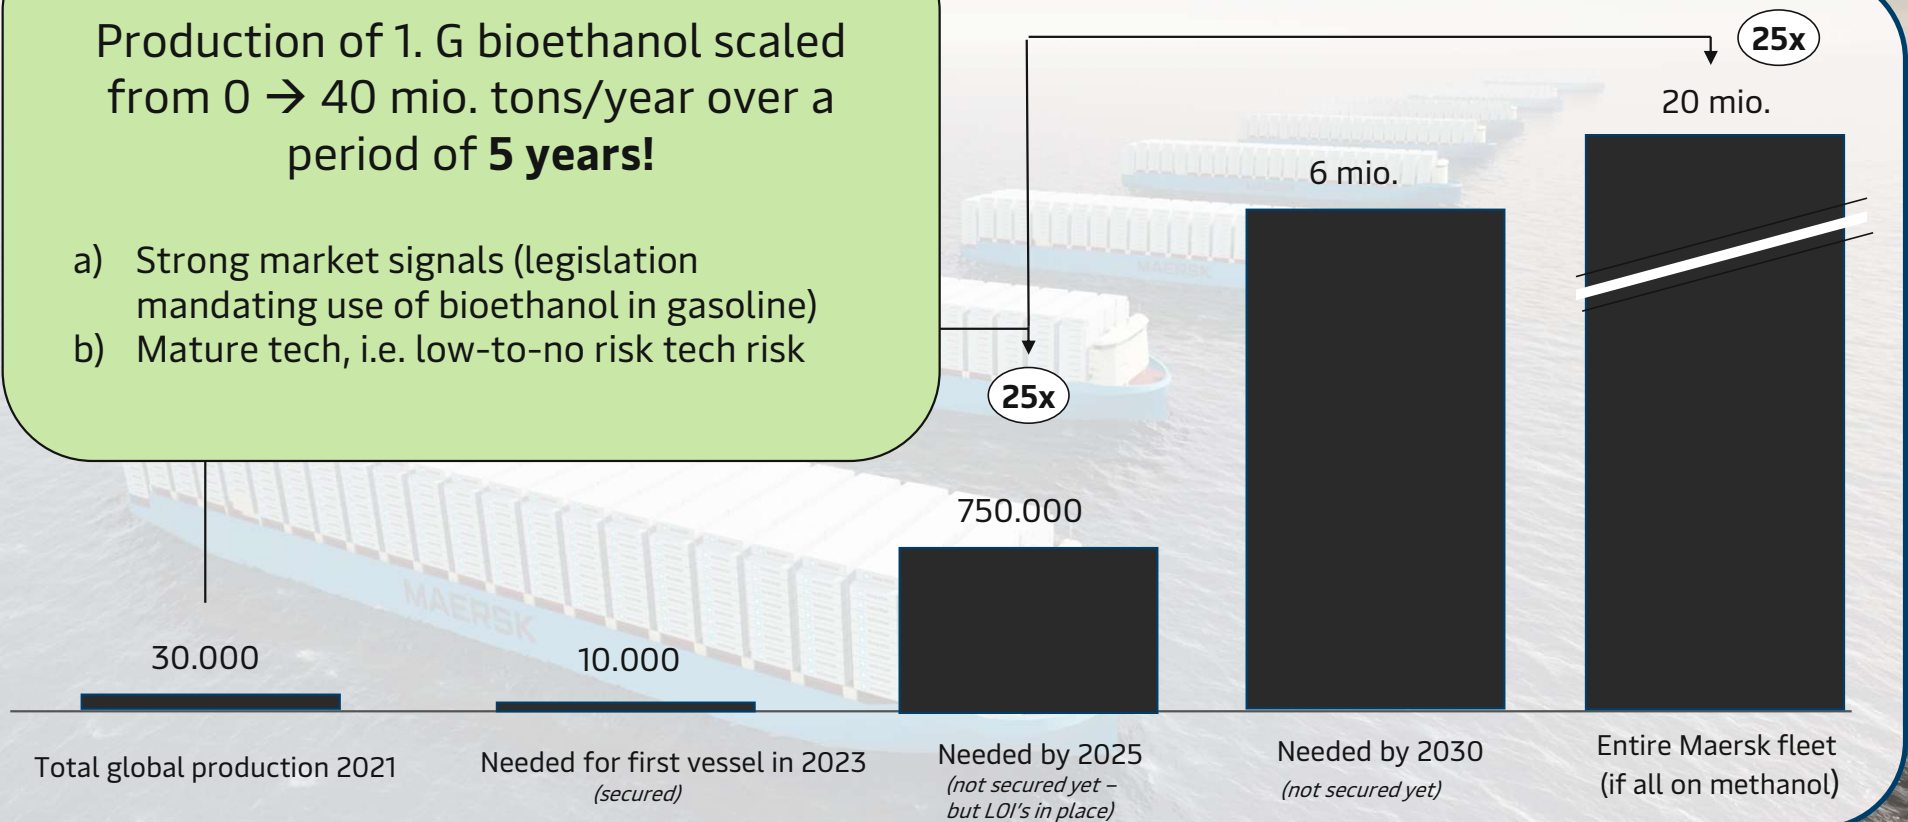 Production of 1. G bioethanol scaled
from 0 → 40 mio. tons/year over a
period of 5 years!
a) Strong market signals (legislation
mandating use of bioethanol in gasoline)
b) Mature tech, i.e. low-to-no risk tech risk
25x
20 mio.
6 mio.
MAERSK
25x
750.000
MAERSK
30.000
10.000
Total global production 2021
Needed for first vessel in 2023
(secured)
Needed by 2025
(not secured yet –
but LOI's in place)
Needed by 2030
(not secured yet)
Entire Maersk fleet
(if all on methanol)